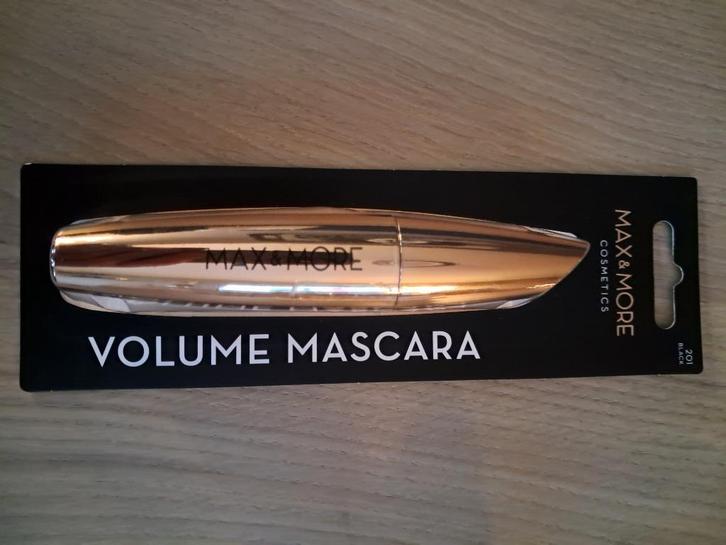 MAX & MORE
VOLUME MASCARA
MAX & MORE
COSMETICS
201
BLACK